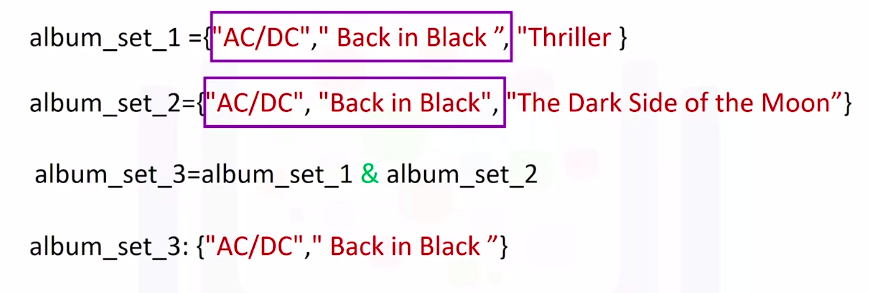 album_set_1 ={"AC/DC"," Back in Black ”, "Thriller }
album_set_2={"AC/DC", "Back in Black", "The Dark Side of the Moon”}
album_set_3=album_set_1 & album_set_2
album_set_3: {"AC/DC"," Back in Black ”}